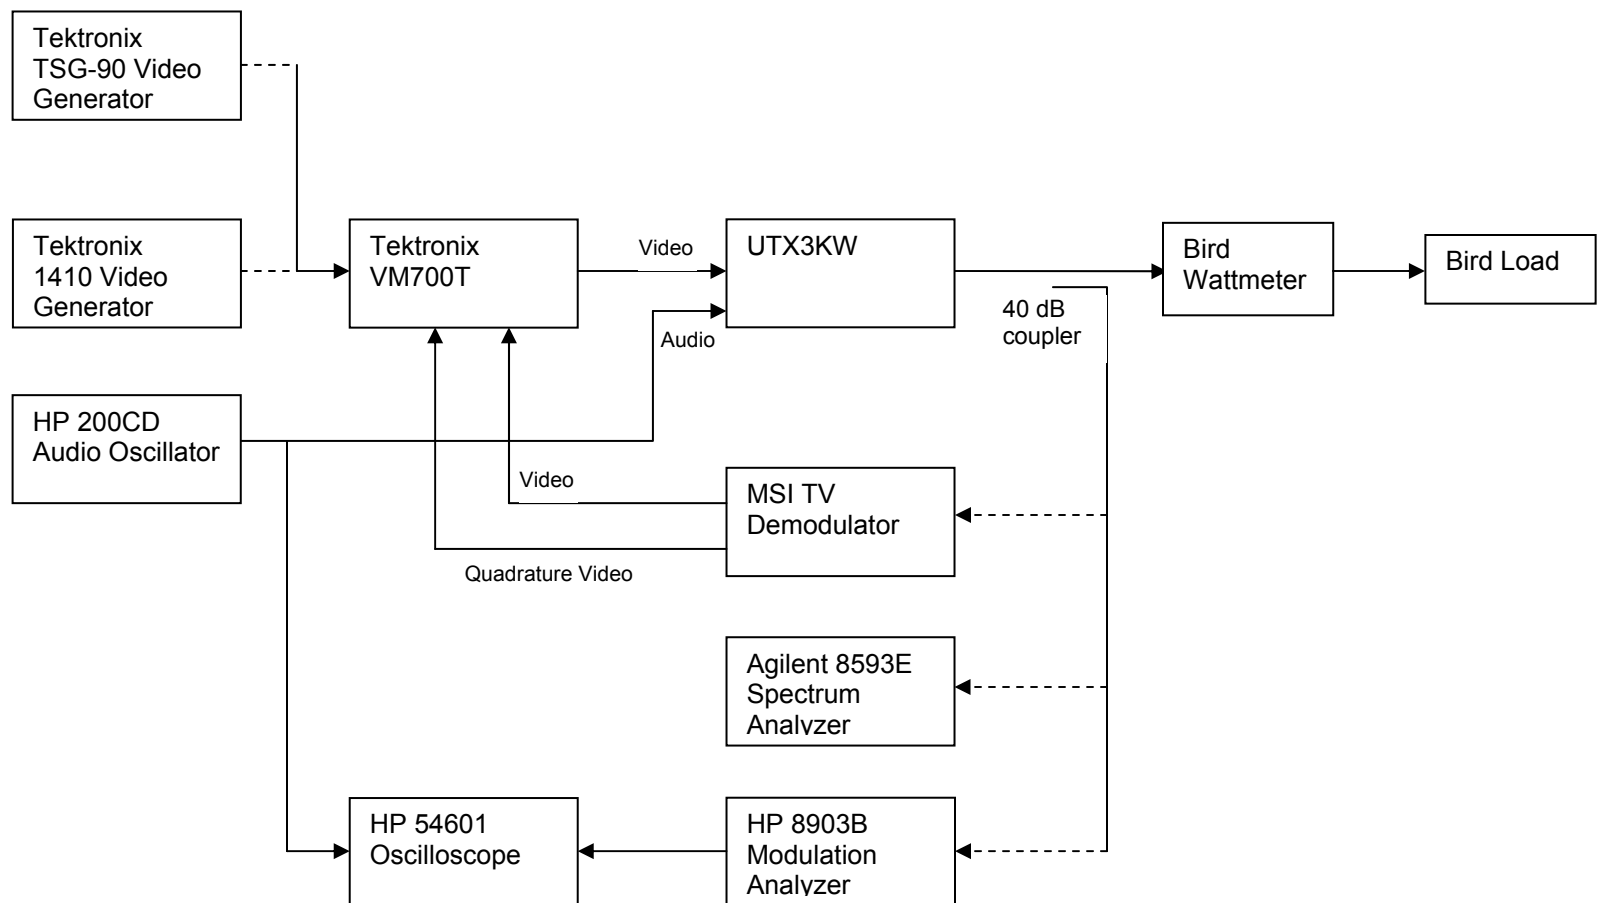 Tektronix
TSG-90 Video
Generator
Tektronix
1410 Video
Generator
Tektronix
VM700T
Video
UTX3KW
Bird
Wattmeter
Bird Load
40 dB
coupler
Audio
HP 200CD
Audio Oscillator
Video
MSI TV
Demodulator
Quadrature Video
Agilent 8593E
Spectrum
Analyzer
HP 54601
Oscilloscope
HP 8903B
Modulation
Analyzer